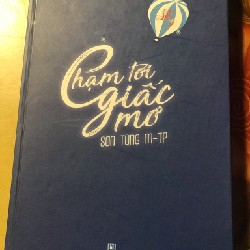 Chạm tới
giấc
mơ
SƠN TÙNG M-TP